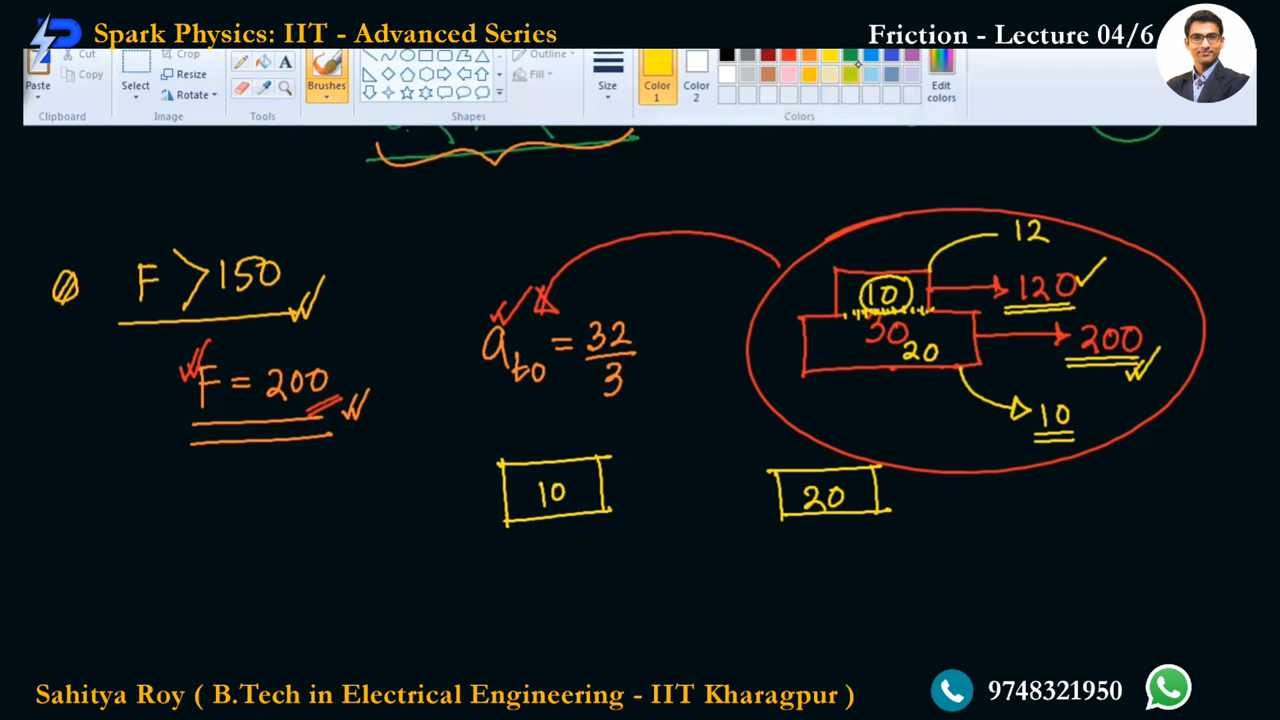 Spark Physics: IIT - Advanced Series
Friction - Lecture 04/6
Cut
Copy
Paste
Clipboard
Crop
Resize
Rotate
Select
Image
A
Tools
Brushes
Shapes
Outline
Fill
Size
Color 1
Color 2
Edit colors
Colors
F > 150
F = 200
a_to = 32/3
12
10
120
30
20
200
10
10
20
Sahitya Roy ( B.Tech in Electrical Engineering - IIT Kharagpur )
9748321950